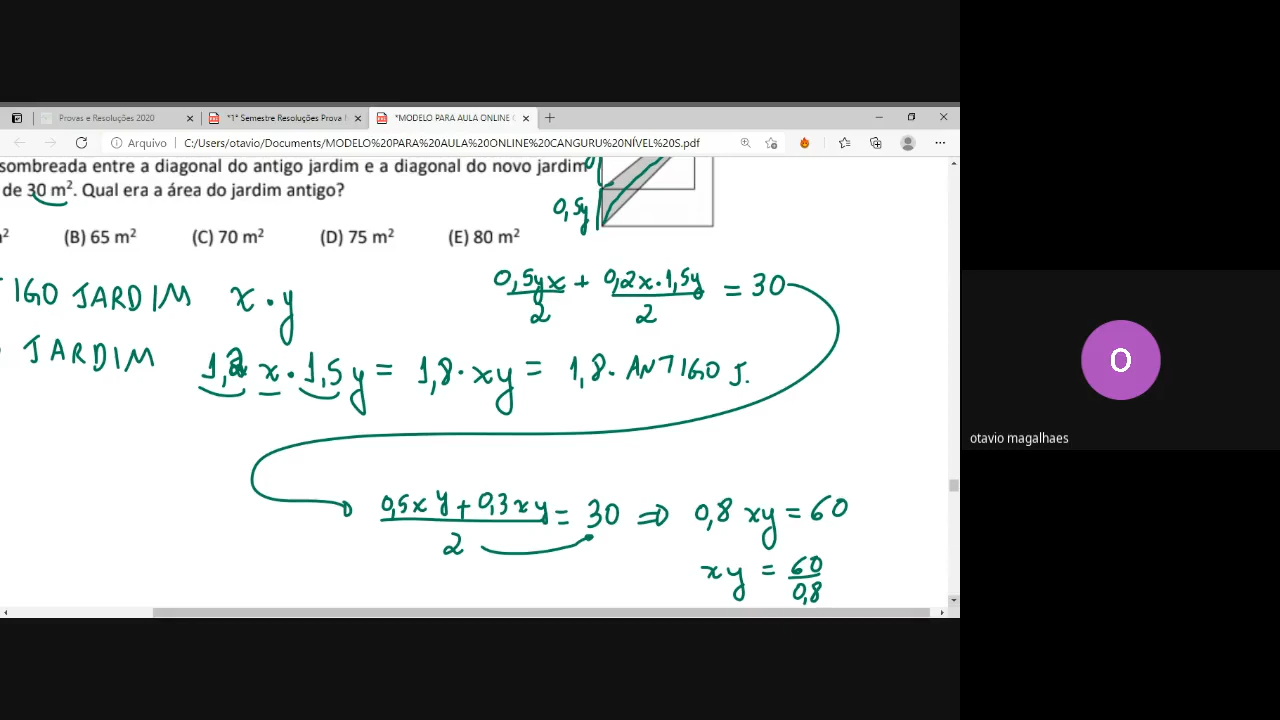 Provas e Resoluções 2020
*1° Semestre Resoluções Prova
*MODELO PARA AULA ONLINE
Arquivo | C:/Users/otavio/Documents/MODELO%20PARA%20AULA%20ONLINE%20CANGURU%20NÍVEL%20S.pdf
sombreada entre a diagonal do antigo jardim e a diagonal do novo jardim
de 30 m². Qual era a área do jardim antigo?
0,5y
(B) 65 m² (C) 70 m² (D) 75 m² (E) 80 m²
TIGO JARDIM x · y
0,5yx/2 + 0,2x·1,5y/2 = 30
JARDIM 1,2 x · 1,5 y = 1,8 · xy = 1,8 · ANTIGO J.
0,5xy + 0,3xy/2 = 30 ⇒ 0,8 xy = 60
xy = 60/0,8
O
otavio magalhaes